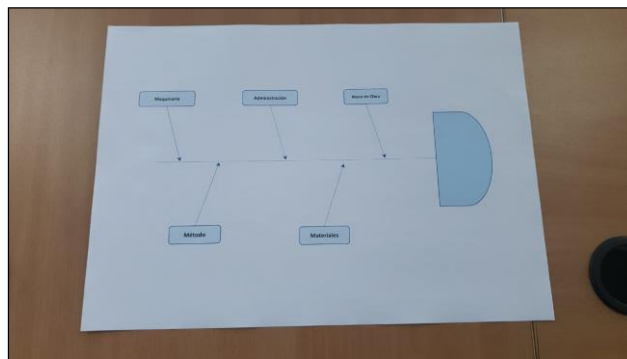 Maquinaria
Administración
Mano de Obra
Método
Materiales